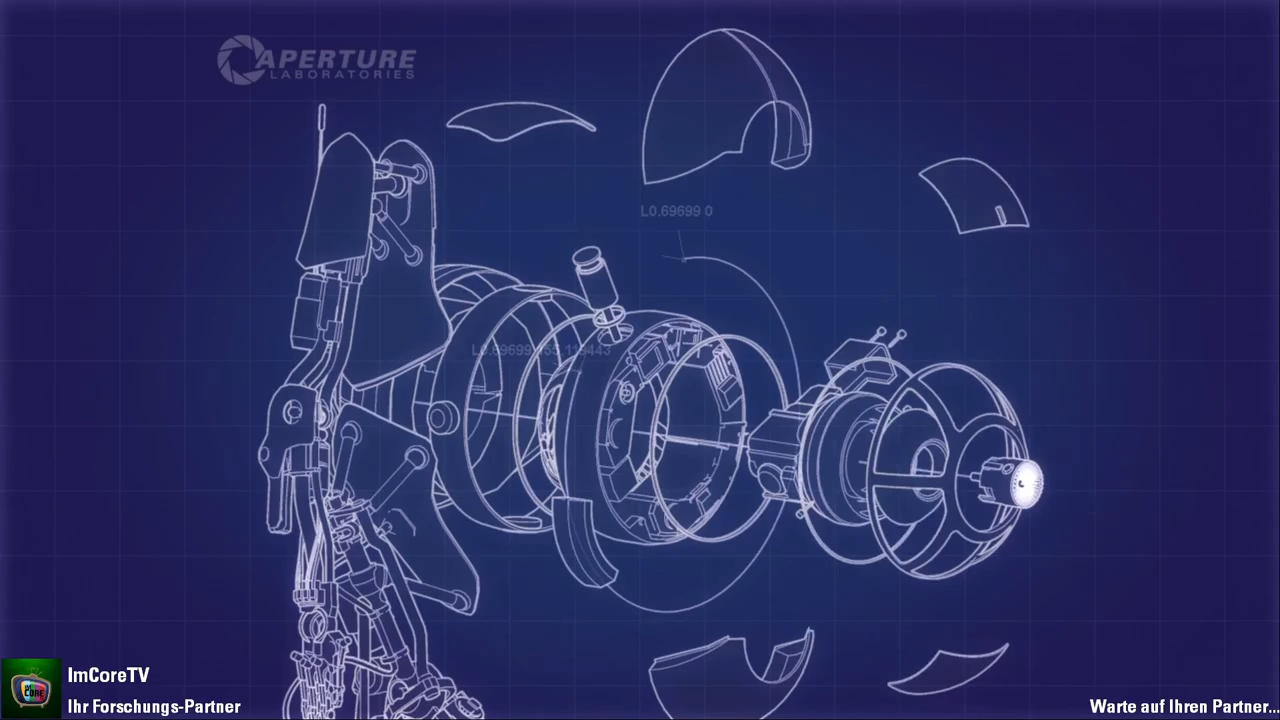 APERTURE
LABORATORIES
L0.69699 0
ImCoreTV
Ihr Forschungs-Partner
Warte auf Ihren Partner...